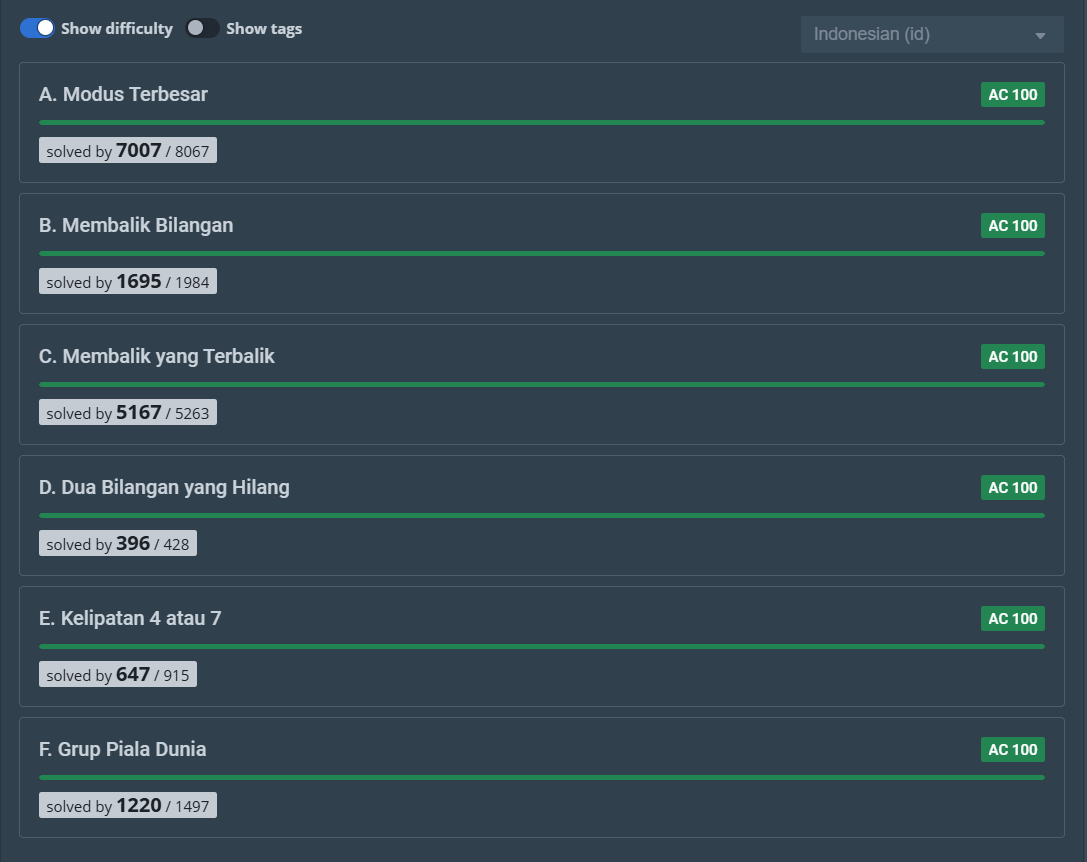 Show difficulty Show tags Indonesian (id)
A. Modus Terbesar AC 100
solved by 7007 / 8067
B. Membalik Bilangan AC 100
solved by 1695 / 1984
C. Membalik yang Terbalik AC 100
solved by 5167 / 5263
D. Dua Bilangan yang Hilang AC 100
solved by 396 / 428
E. Kelipatan 4 atau 7 AC 100
solved by 647 / 915
F. Grup Piala Dunia AC 100
solved by 1220 / 1497